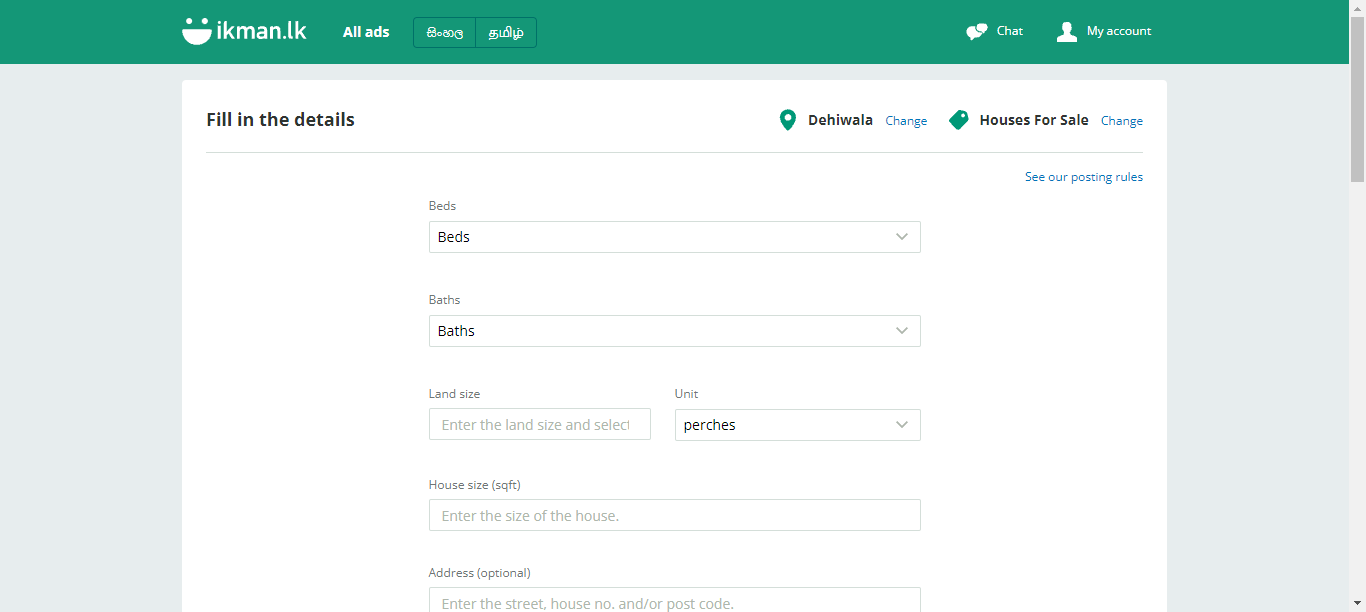 ikman.lk All ads සිංහල தமிழ் Chat My account
Fill in the details Dehiwala Change Houses For Sale Change
See our posting rules
Beds
Beds
Baths
Baths
Land size Unit
Enter the land size and select perches
House size (sqft)
Enter the size of the house.
Address (optional)
Enter the street, house no. and/or post code.